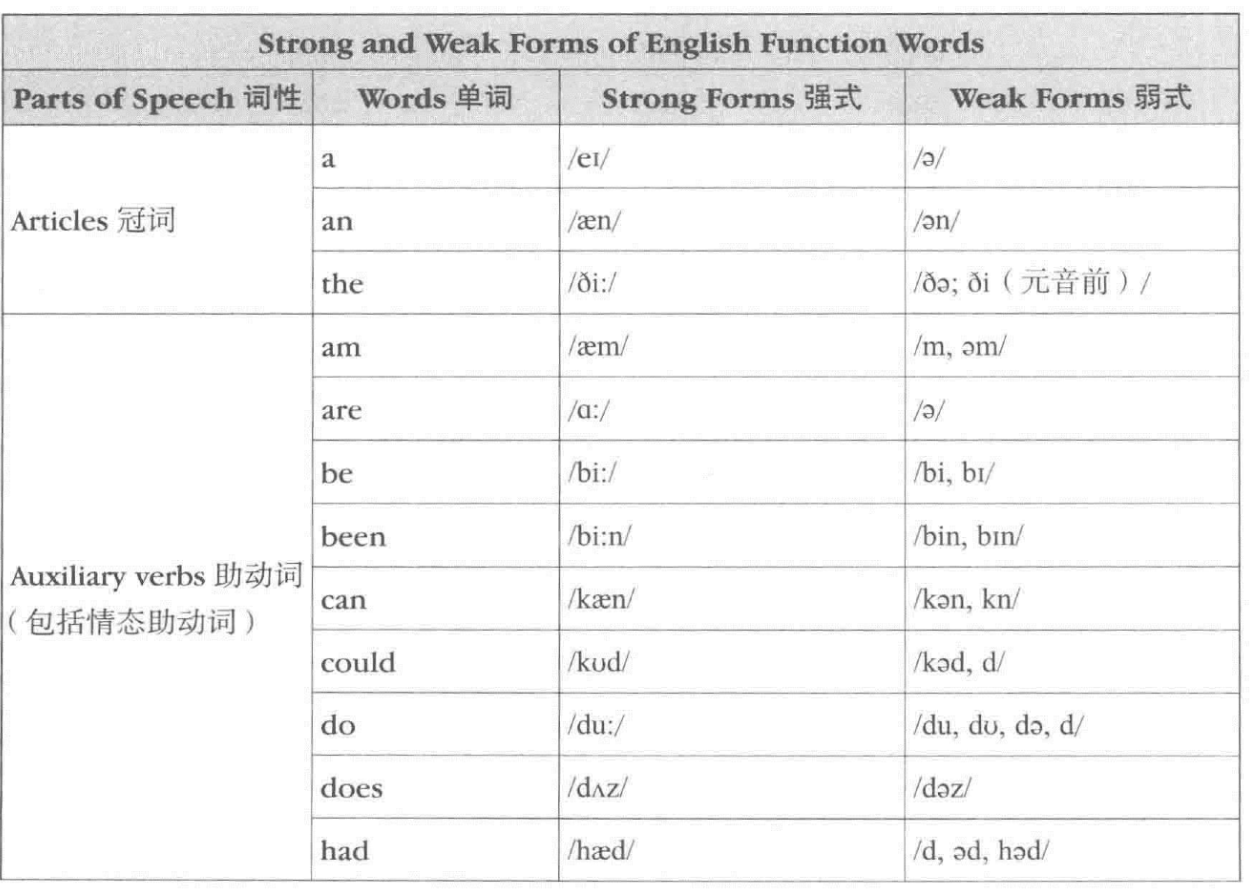 Strong and Weak Forms of English Function Words
Parts of Speech 词性 Words 单词 Strong Forms 强式 Weak Forms 弱式
Articles 冠词
a /eɪ/ /ə/
an /æn/ /ən/
the /ði:/ /ðə; ði（元音前）/
Auxiliary verbs 助动词
（包括情态助动词）
am /æm/ /m, əm/
are /ɑ:/ /ə/
be /bi:/ /bi, bɪ/
been /bi:n/ /bin, bɪn/
can /kæn/ /kən, kn/
could /kʊd/ /kəd, d/
do /du:/ /du, dʊ, də, d/
does /dʌz/ /dəz/
had /hæd/ /d, əd, həd/